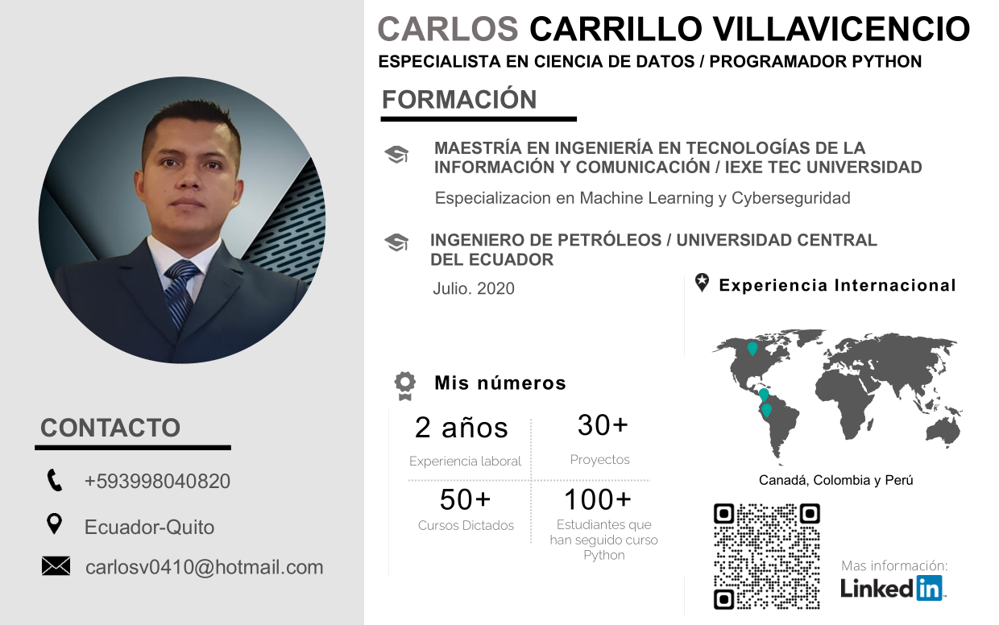 CARLOS CARRILLO VILLAVICENCIO
ESPECIALISTA EN CIENCIA DE DATOS / PROGRAMADOR PYTHON
FORMACIÓN
MAESTRÍA EN INGENIERÍA EN TECNOLOGÍAS DE LA
INFORMACIÓN Y COMUNICACIÓN / IEXE TEC UNIVERSIDAD
Especializacion en Machine Learning y Cyberseguridad
INGENIERO DE PETRÓLEOS / UNIVERSIDAD CENTRAL
DEL ECUADOR
Julio. 2020
Experiencia Internacional
Canadá, Colombia y Perú
Mis números
2 años
Experiencia laboral
30+
Proyectos
50+
Cursos Dictados
100+
Estudiantes que
han seguido curso
Python
Mas información:
LinkedIn
CONTACTO
+593998040820
Ecuador-Quito
carlosv0410@hotmail.com